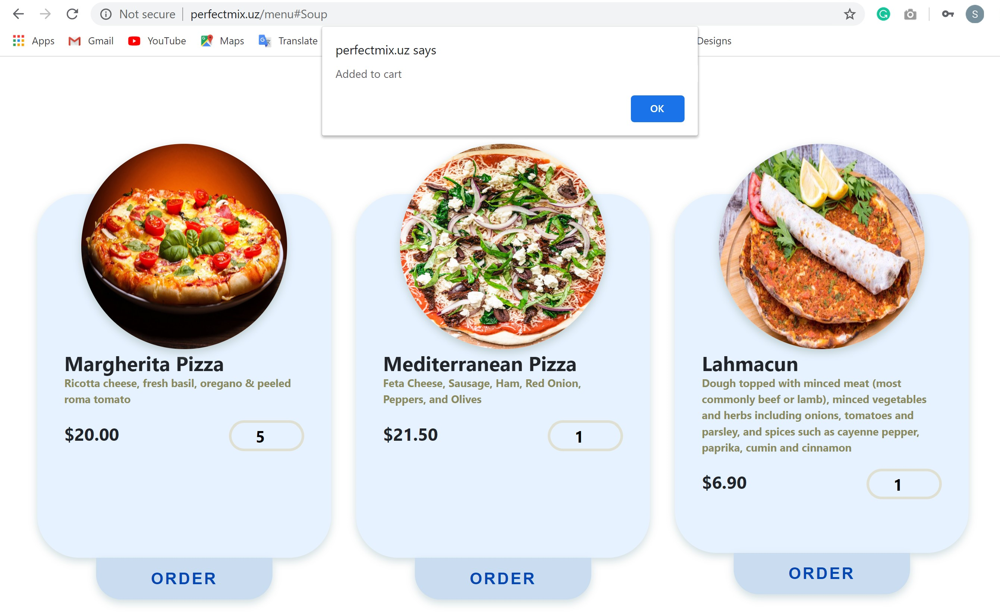 Not secure perfectmix.uz/menu#Soup
S
Apps Gmail YouTube Maps Translate Designs
perfectmix.uz says
Added to cart
OK
Margherita Pizza
Ricotta cheese, fresh basil, oregano & peeled
roma tomato
$20.00 5
ORDER
Mediterranean Pizza
Feta Cheese, Sausage, Ham, Red Onion,
Peppers, and Olives
$21.50 1
ORDER
Lahmacun
Dough topped with minced meat (most
commonly beef or lamb), minced vegetables
and herbs including onions, tomatoes and
parsley, and spices such as cayenne pepper,
paprika, cumin and cinnamon
$6.90 1
ORDER